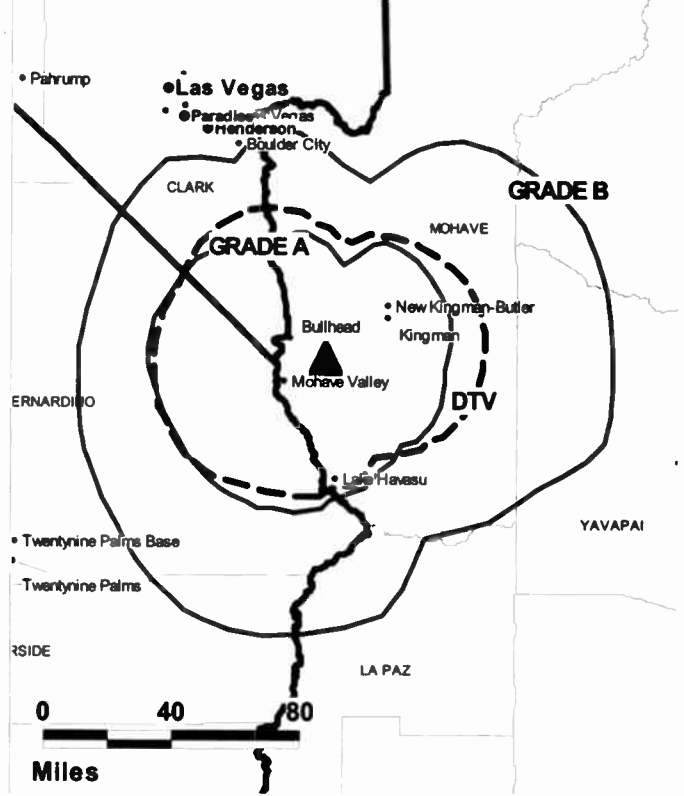 Pahrump
Las Vegas
Paradise Vegas
Henderson
Boulder City
CLARK
GRADE B
MOHAVE
GRADE A
New Kingman-Butler
Bullhead
Kingman
Mohave Valley
DTV
ERNARDINO
Lake Havasu
YAVAPAI
Twentynine Palms Base
Twentynine Palms
RSIDE
LA PAZ
0 40 80
Miles